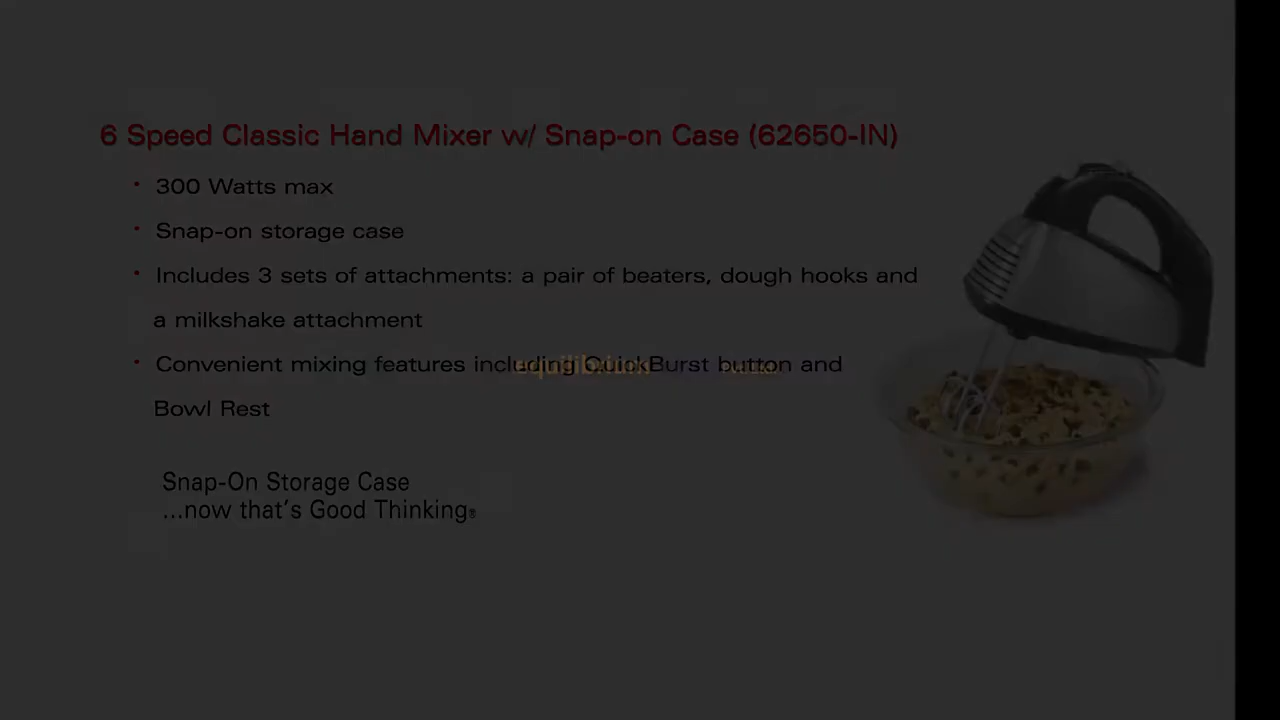 6 Speed Classic Hand Mixer w/ Snap-on Case (62650-IN)
• 300 Watts max
• Snap-on storage case
• Includes 3 sets of attachments: a pair of beaters, dough hooks and
a milkshake attachment
• Convenient mixing features including QuickBurst button and
Bowl Rest
equilibrium
Snap-On Storage Case
...now that's Good Thinking®